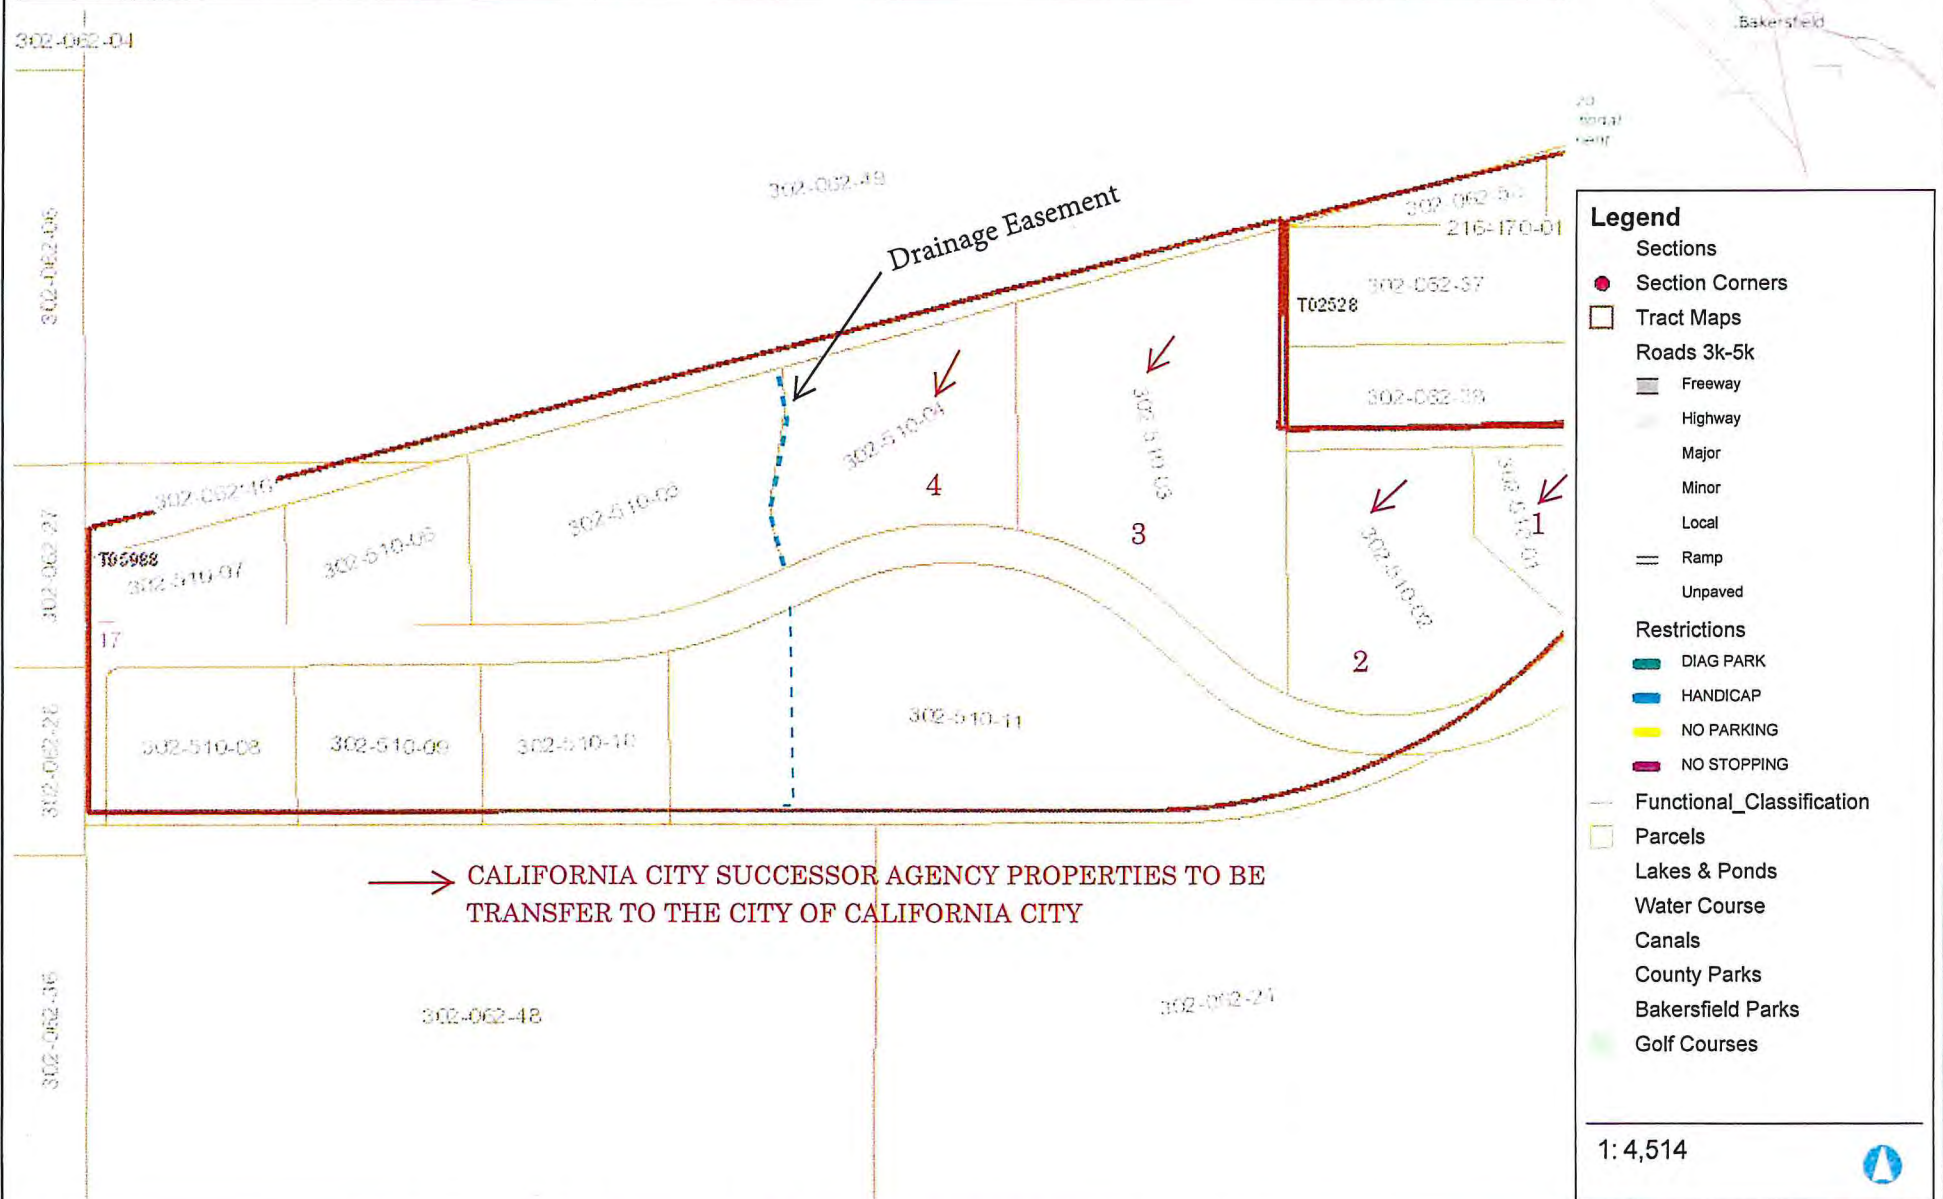 302-062-04
Bakersfield
302-062-06
302-062-49
Drainage Easement
216-170-01
302-062-37
T02528
302-062-38
302-510-04
4
302-510-03
3
302-510-02
2
302-510-01
1
302-510-07
T05988
17
302-062-27
302-062-28
302-510-08
302-510-09
302-510-10
302-510-11
CALIFORNIA CITY SUCCESSOR AGENCY PROPERTIES TO BE
TRANSFER TO THE CITY OF CALIFORNIA CITY
302-062-36
302-062-48
302-062-21
Legend
Sections
Section Corners
Tract Maps
Roads 3k-5k
Freeway
Highway
Major
Minor
Local
Ramp
Unpaved
Restrictions
DIAG PARK
HANDICAP
NO PARKING
NO STOPPING
Functional_Classification
Parcels
Lakes & Ponds
Water Course
Canals
County Parks
Bakersfield Parks
Golf Courses
1: 4,514